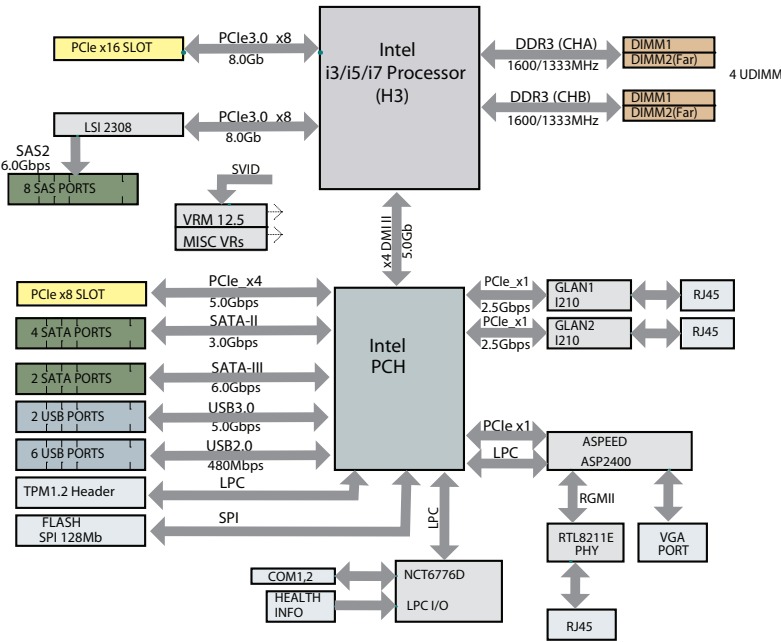 PCIe x16 SLOT
PCIe3.0 x8
8.0Gb
Intel
i3/i5/i7 Processor
(H3)
DDR3 (CHA)
1600/1333MHz
DIMM1
DIMM2(Far)
4 UDIMM
DDR3 (CHB)
1600/1333MHz
DIMM1
DIMM2(Far)
LSI 2308
PCIe3.0 x8
8.0Gb
SAS2
6.0Gbps
8 SAS PORTS
SVID
VRM 12.5
MISC VRs
x4 DMI II
5.0Gb
PCIe x8 SLOT
PCIe_x4
5.0Gbps
4 SATA PORTS
SATA-II
3.0Gbps
2 SATA PORTS
SATA-III
6.0Gbps
2 USB PORTS
USB3.0
5.0Gbps
6 USB PORTS
USB2.0
480Mbps
TPM1.2 Header
LPC
FLASH
SPI 128Mb
SPI
Intel
PCH
PCIe_x1
2.5Gbps
GLAN1
I210
RJ45
PCIe_x1
2.5Gbps
GLAN2
I210
RJ45
PCIe x1
LPC
ASPEED
ASP2400
RGMII
RTL8211E
PHY
VGA
PORT
RJ45
LPC
COM1,2
HEALTH
INFO
NCT6776D
LPC I/O